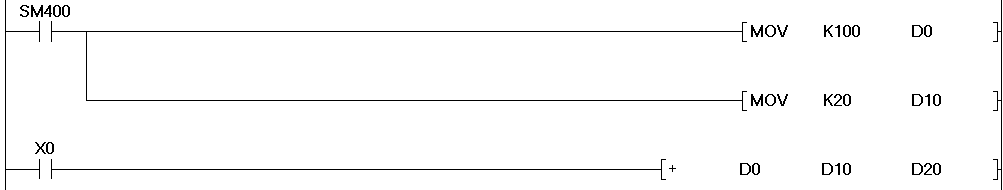 SM400
[MOV K100 D0 ]
[MOV K20 D10 ]
X0
[+ D0 D10 D20 ]